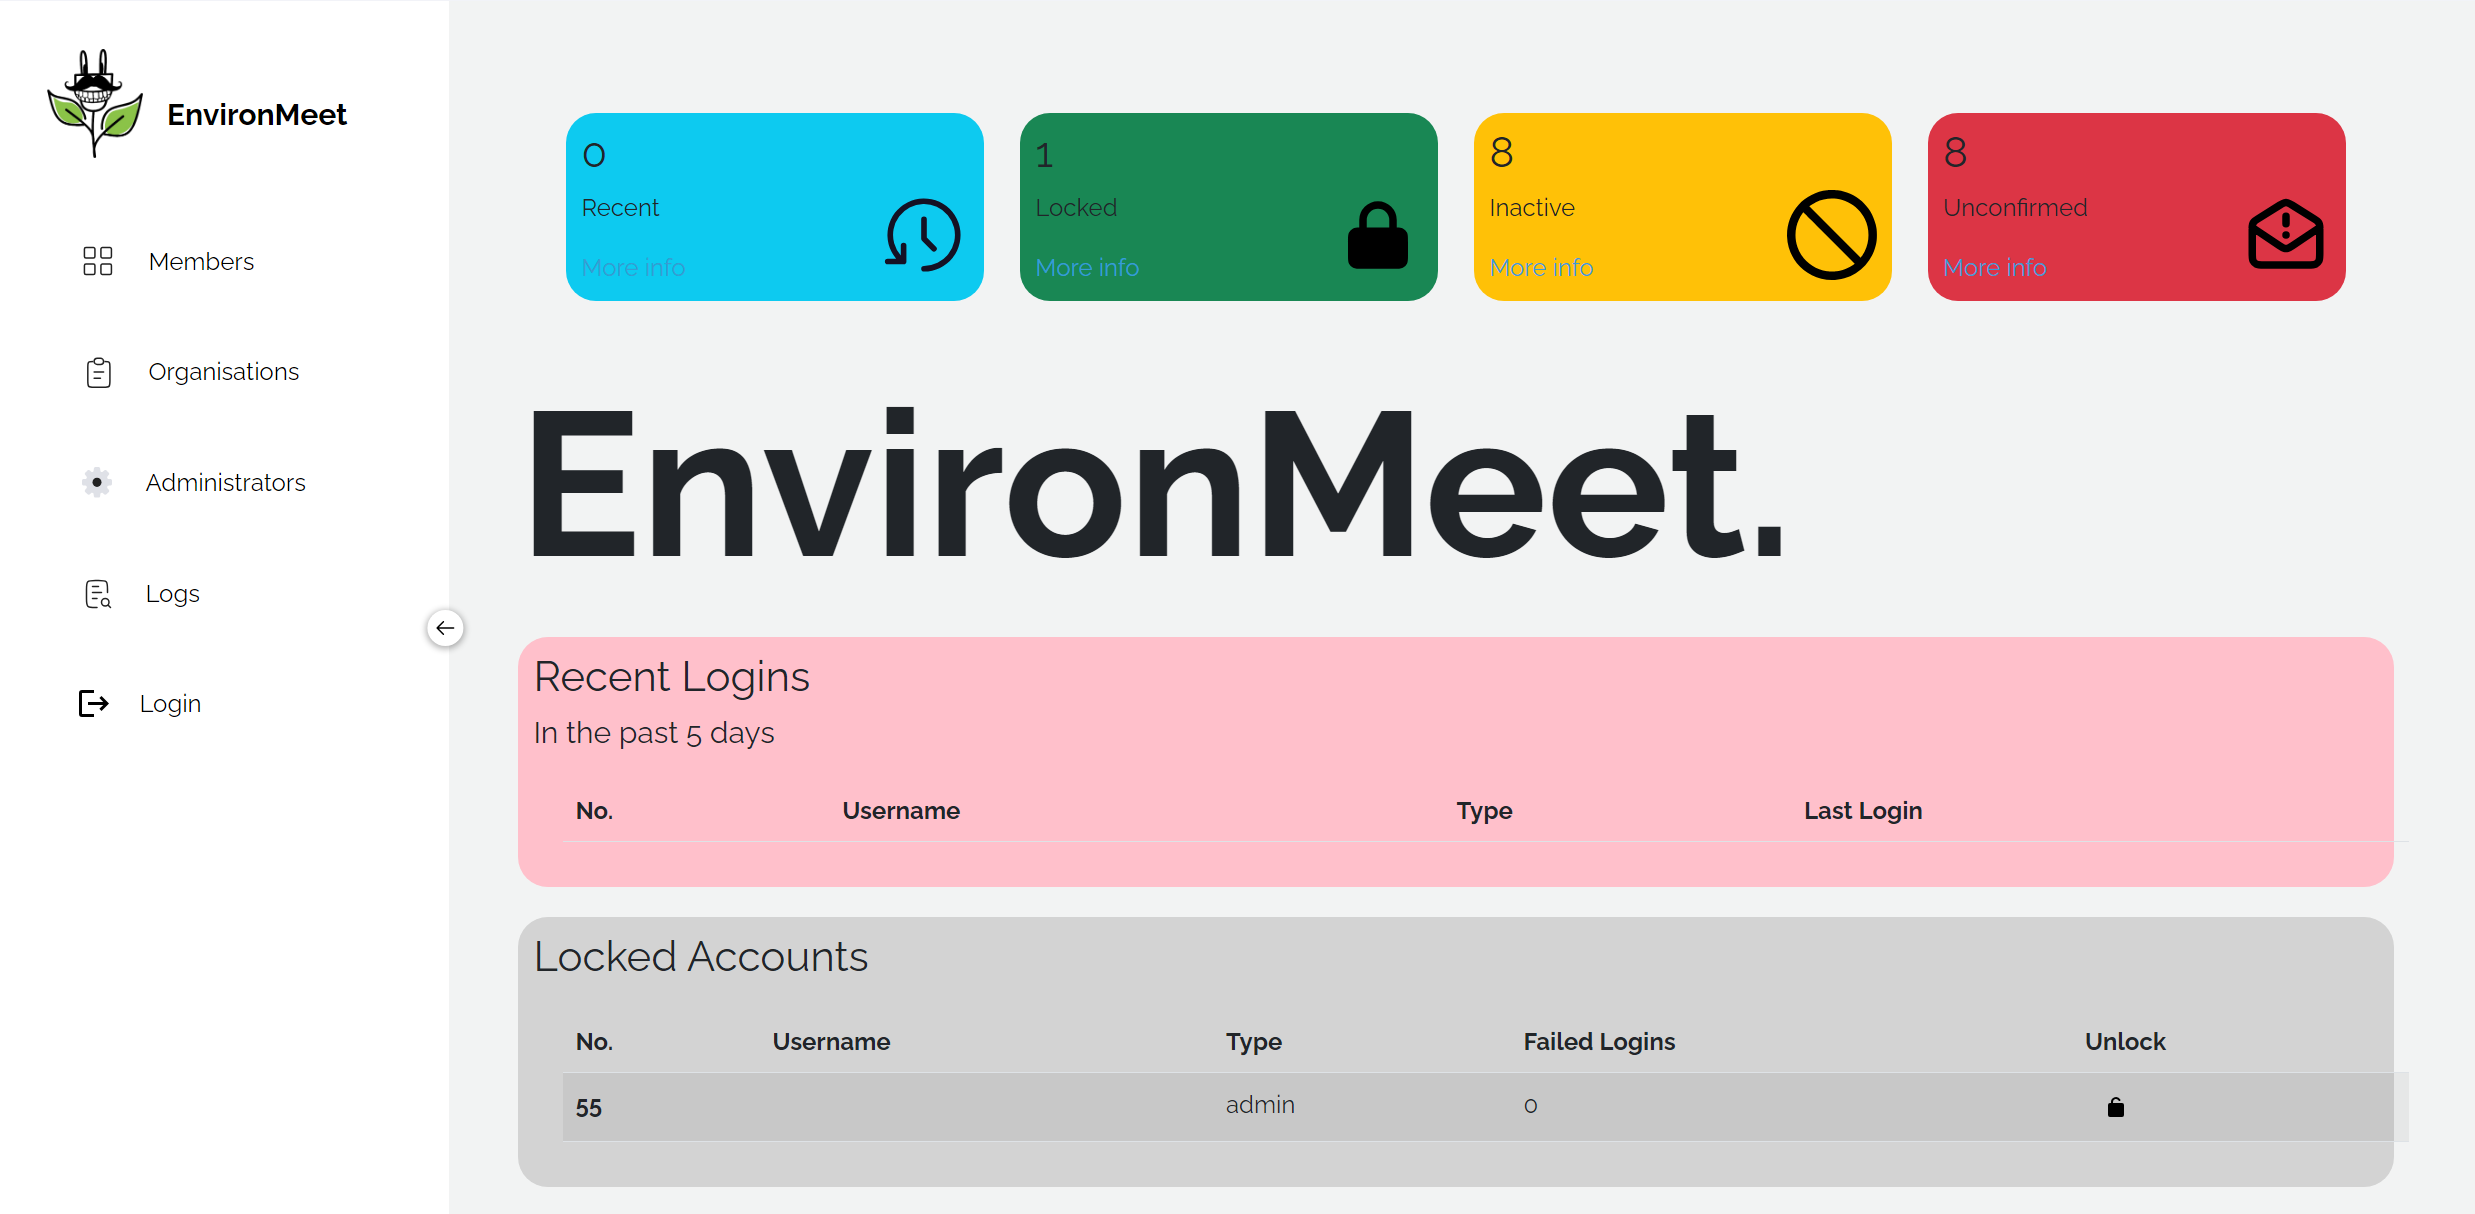 EnvironMeet
Members
Organisations
Administrators
Logs
Login
0
Recent
More info
1
Locked
More info
8
Inactive
More info
8
Unconfirmed
More info
EnvironMeet.
Recent Logins
In the past 5 days
No. Username Type Last Login
Locked Accounts
No. Username Type Failed Logins Unlock
55 admin 0